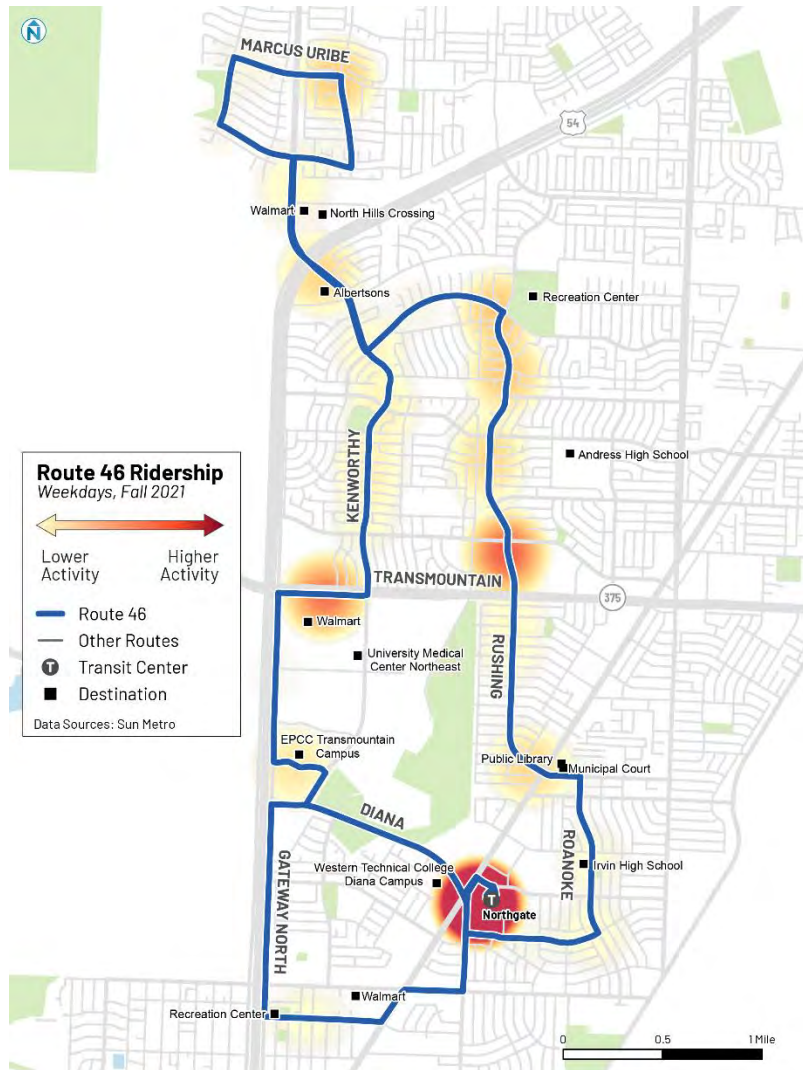 N
MARCUS URIBE
54
Walmart
North Hills Crossing
Albertsons
Recreation Center
KENWORTHY
Andress High School
Route 46 Ridership
Weekdays, Fall 2021
Lower
Activity
Higher
Activity
Route 46
Other Routes
T Transit Center
Destination
Data Sources: Sun Metro
TRANSMOUNTAIN
375
Walmart
University Medical
Center Northeast
RUSHING
EPCC Transmountain
Campus
Public Library
Municipal Court
DIANA
ROANOKE
GATEWAY NORTH
Western Technical College
Diana Campus
Irvin High School
T
Northgate
Walmart
Recreation Center
0 0.5 1 Mile